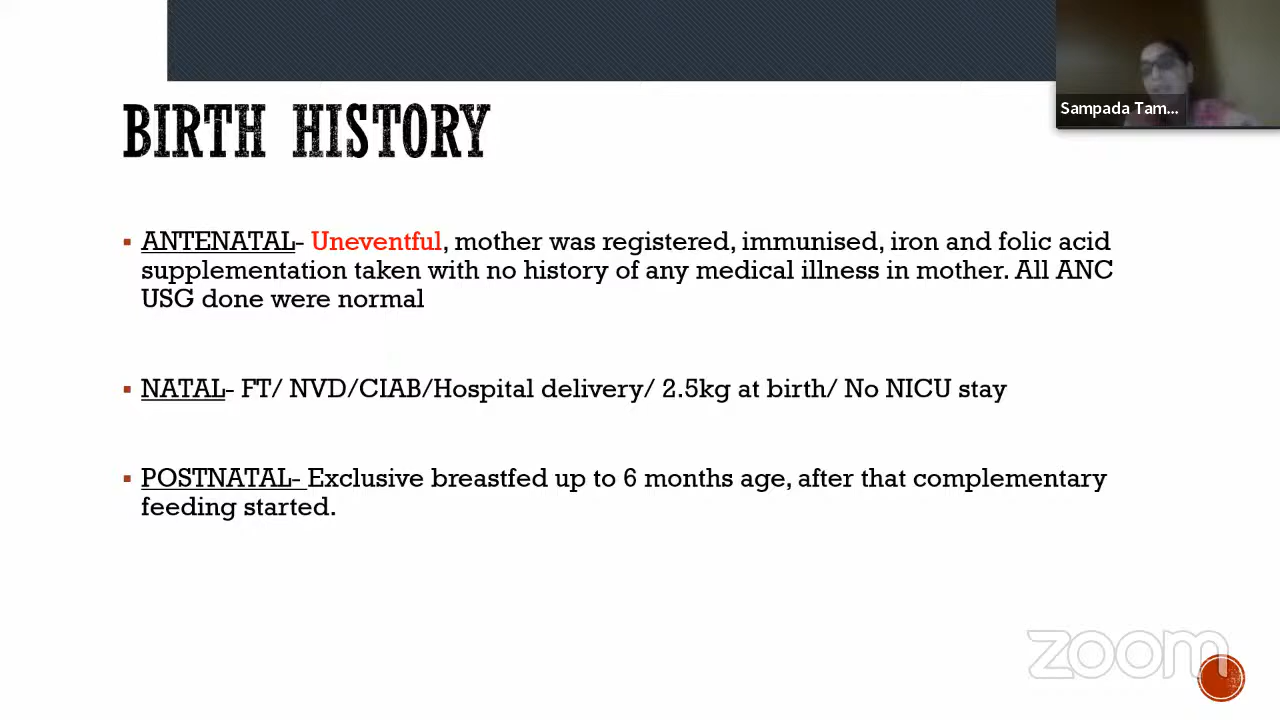 Sampada Tam...
BIRTH HISTORY
▪ ANTENATAL- Uneventful, mother was registered, immunised, iron and folic acid
supplementation taken with no history of any medical illness in mother. All ANC
USG done were normal
▪ NATAL- FT/ NVD/CIAB/Hospital delivery/ 2.5kg at birth/ No NICU stay
▪ POSTNATAL- Exclusive breastfed up to 6 months age, after that complementary
feeding started.
zoom